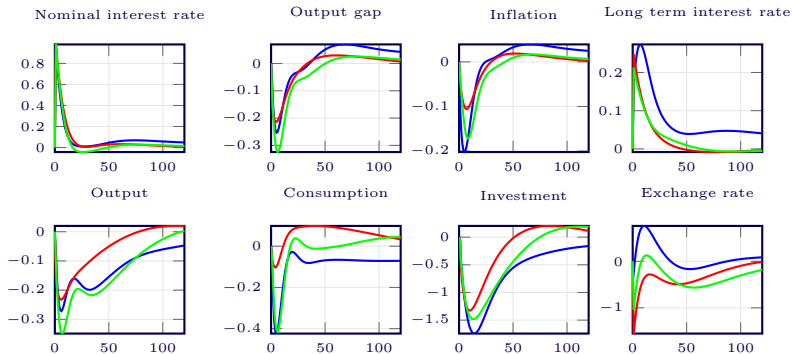 Nominal interest rate
Output gap
Inflation
Long term interest rate
0.8
0.6
0.4
0.2
0
0 50 100
0
−0.1
−0.2
−0.3
0 50 100
0
−0.1
−0.2
0 50 100
0.2
0.1
0
0 50 100
Output
Consumption
Investment
Exchange rate
0
−0.1
−0.2
−0.3
0 50 100
0
−0.2
−0.4
0 50 100
0
−0.5
−1
−1.5
0 50 100
0
−1
0 50 100